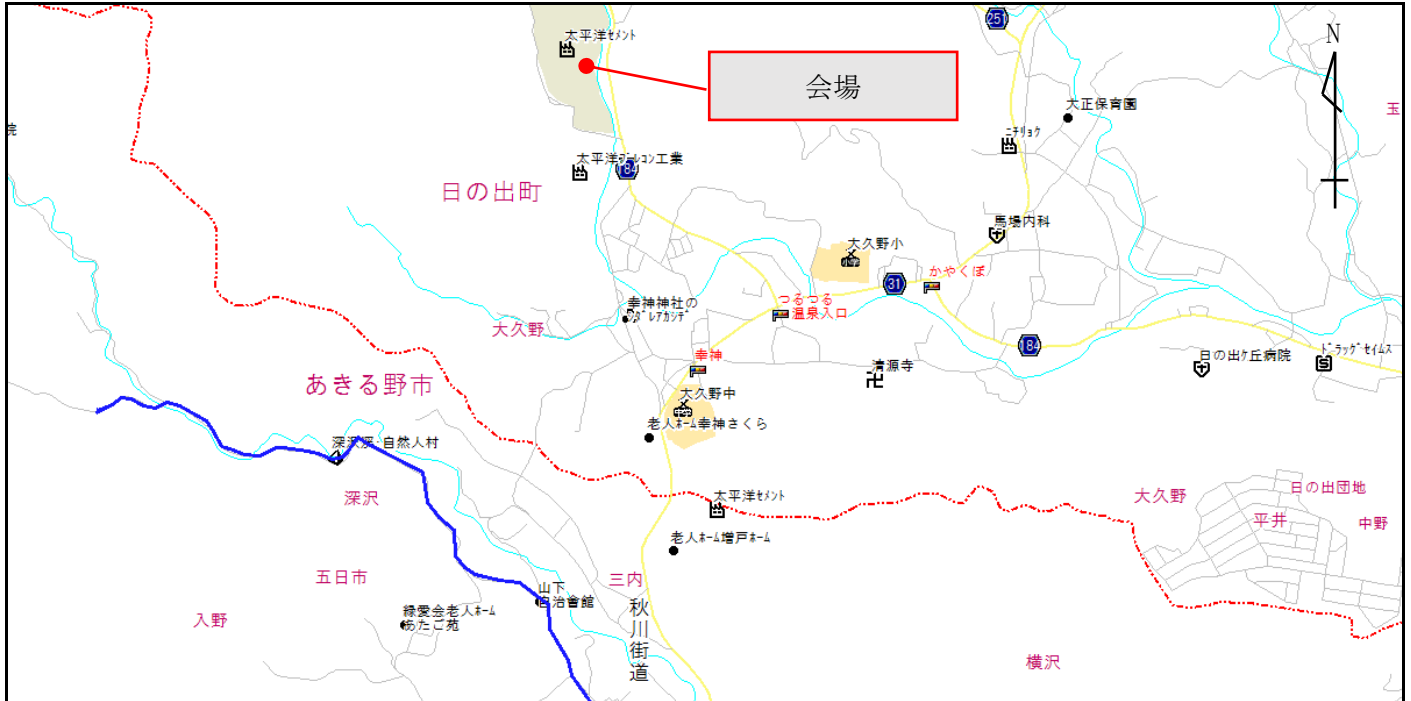 太平洋ｾﾒﾝﾄ
251
N
会場
大正保育園
玉
院
ﾆﾁﾘｮｸ
太平洋ﾌﾟﾚｺﾝ工業
184
日の出町
馬場内科
大久野小
小学
かやくぼ
31
つるつる
温泉入口
幸神神社の
ｼﾀﾞﾚｱｶｼﾃﾞ
大久野
184
幸神
日の出ケ丘病院
ﾄﾞﾗｯｸﾞｾｲﾑｽ
清源寺
あきる野市
大久野中
中学
老人ﾎｰﾑ幸神さくら
深沢
太平洋ｾﾒﾝﾄ
大久野
日の出団地
平井
中野
老人ﾎｰﾑ増戸ﾎｰﾑ
五日市
三内
山下
自治會館
緑愛会老人ﾎｰﾑ
あたご苑
入野
秋川街道
横沢